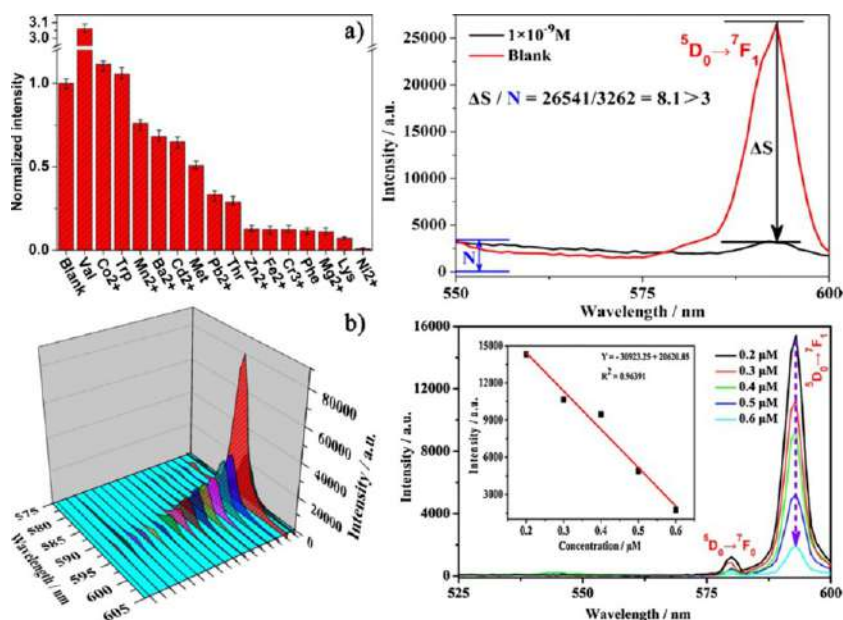 a)
3.1
3.0
1.0
0.5
0.0
Normalized intensity
Blank
Val
Co2+
Trp
Mn2+
Ba2+
Cd2+
Met
Pb2+
Thr
Zn2+
Fe2+
Cr3+
Phe
Mg2+
Lys
Ni2+
1×10⁻⁹M
Blank
⁵D₀→⁷F₁
ΔS / N = 26541/3262 = 8.1>3
ΔS
N
25000
20000
15000
10000
5000
0
Intensity / a.u.
550 575 600
Wavelength / nm
b)
80000
60000
40000
20000
0
Intensity / a.u.
575
580
585
590
595
600
605
Wavelength / nm
16000
12000
8000
4000
0
Intensity / a.u.
15000
12000
9000
6000
3000
Intensity / a.u.
Y = - 30923.25 + 20620.85
R² = 0.96391
0.2 0.3 0.4 0.5 0.6
Concentration / μM
0.2 μM
0.3 μM
0.4 μM
0.5 μM
0.6 μM
⁵D₀→⁷F₁
⁵D₀→⁷F₀
525 550 575 600
Wavelength / nm